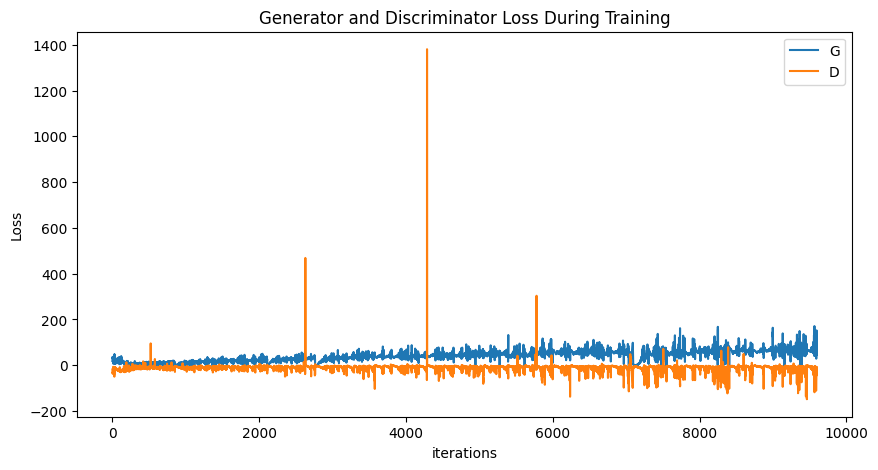 Generator and Discriminator Loss During Training
G
D
1400
1200
1000
800
600
400
200
0
−200
Loss
0 2000 4000 6000 8000 10000
iterations